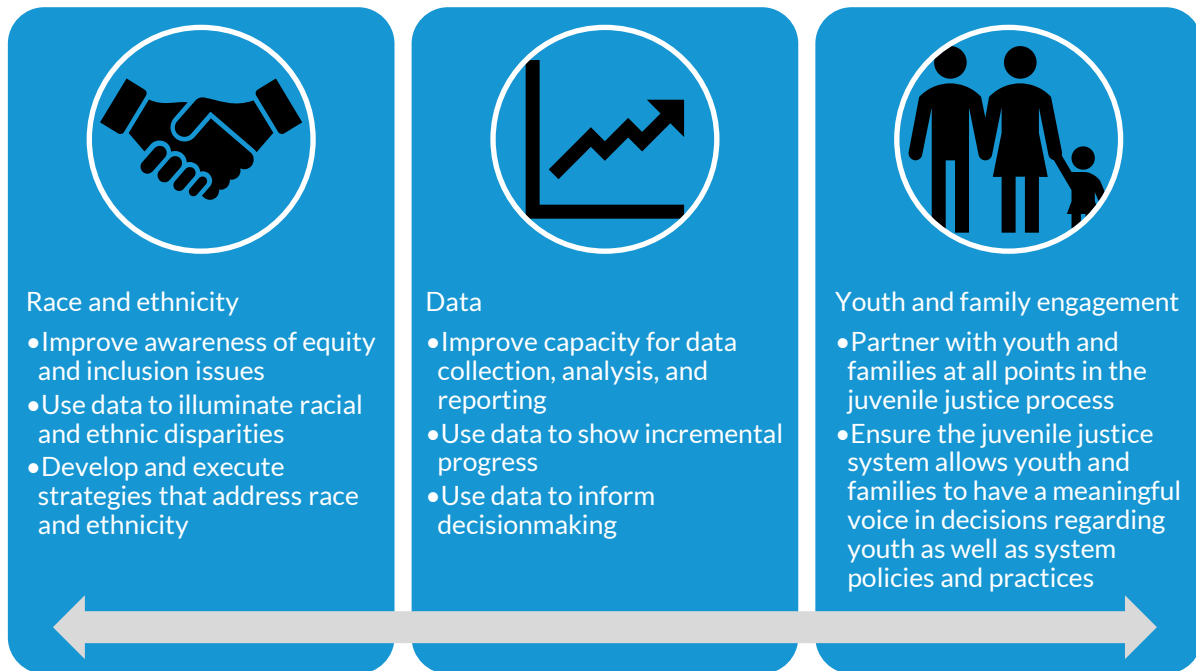 Race and ethnicity
•Improve awareness of equity
and inclusion issues
•Use data to illuminate racial
and ethnic disparities
•Develop and execute
strategies that address race
and ethnicity
Data
•Improve capacity for data
collection, analysis, and
reporting
•Use data to show incremental
progress
•Use data to inform
decisionmaking
Youth and family engagement
•Partner with youth and
families at all points in the
juvenile justice process
•Ensure the juvenile justice
system allows youth and
families to have a meaningful
voice in decisions regarding
youth as well as system
policies and practices